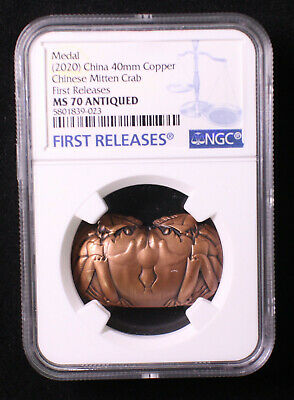 Medal
(2020) China 40mm Copper
Chinese Mitten Crab
First Releases
MS 70 ANTIQUED
5801839-023
FIRST RELEASES®
NGC®